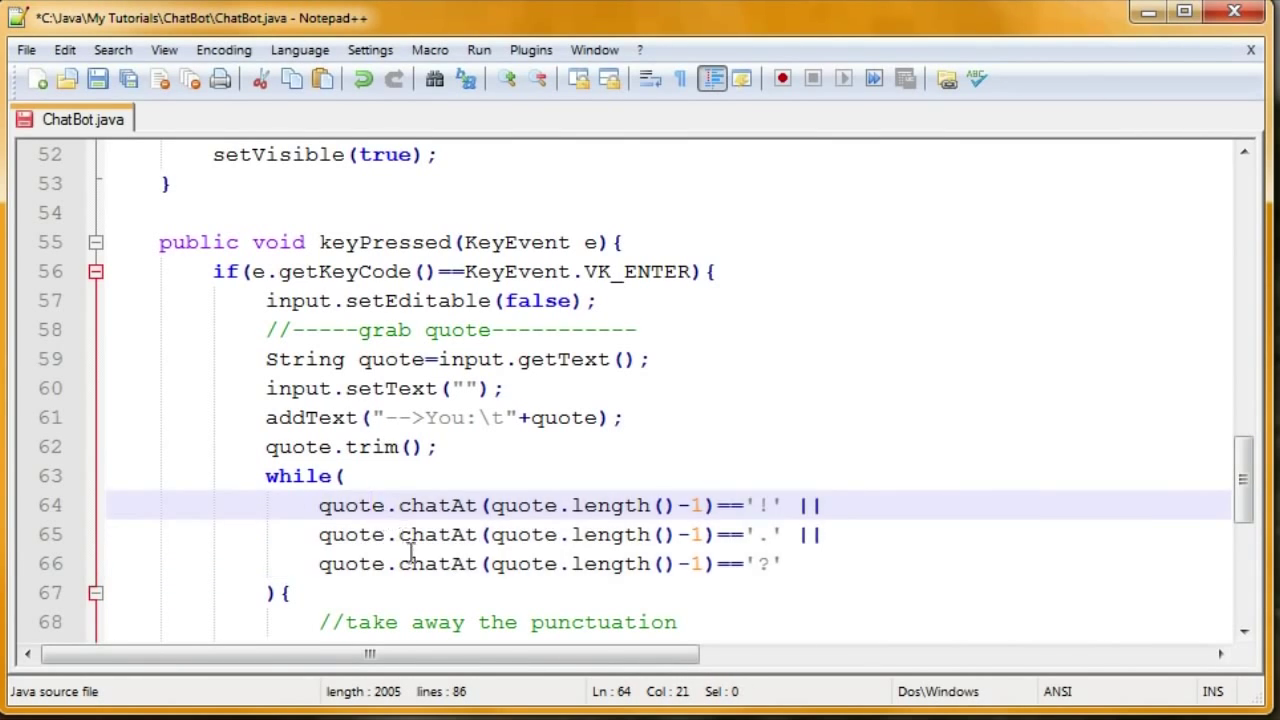 *C:\Java\My Tutorials\ChatBot\ChatBot.java - Notepad++
File Edit Search View Encoding Language Settings Macro Run Plugins Window ? X
ABC
ChatBot.java
52 setVisible(true);
53 }
54
55 public void keyPressed(KeyEvent e){
56 if(e.getKeyCode()==KeyEvent.VK_ENTER){
57 input.setEditable(false);
58 //-----grab quote-----------
59 String quote=input.getText();
60 input.setText("");
61 addText("-->You:\t"+quote);
62 quote.trim();
63 while(
64 quote.chatAt(quote.length()-1)=='!' ||
65 quote.chatAt(quote.length()-1)=='.' ||
66 quote.chatAt(quote.length()-1)=='?'
67 ){
68 //take away the punctuation
Java source file length : 2005 lines : 86 Ln : 64 Col : 21 Sel : 0 Dos\Windows ANSI INS